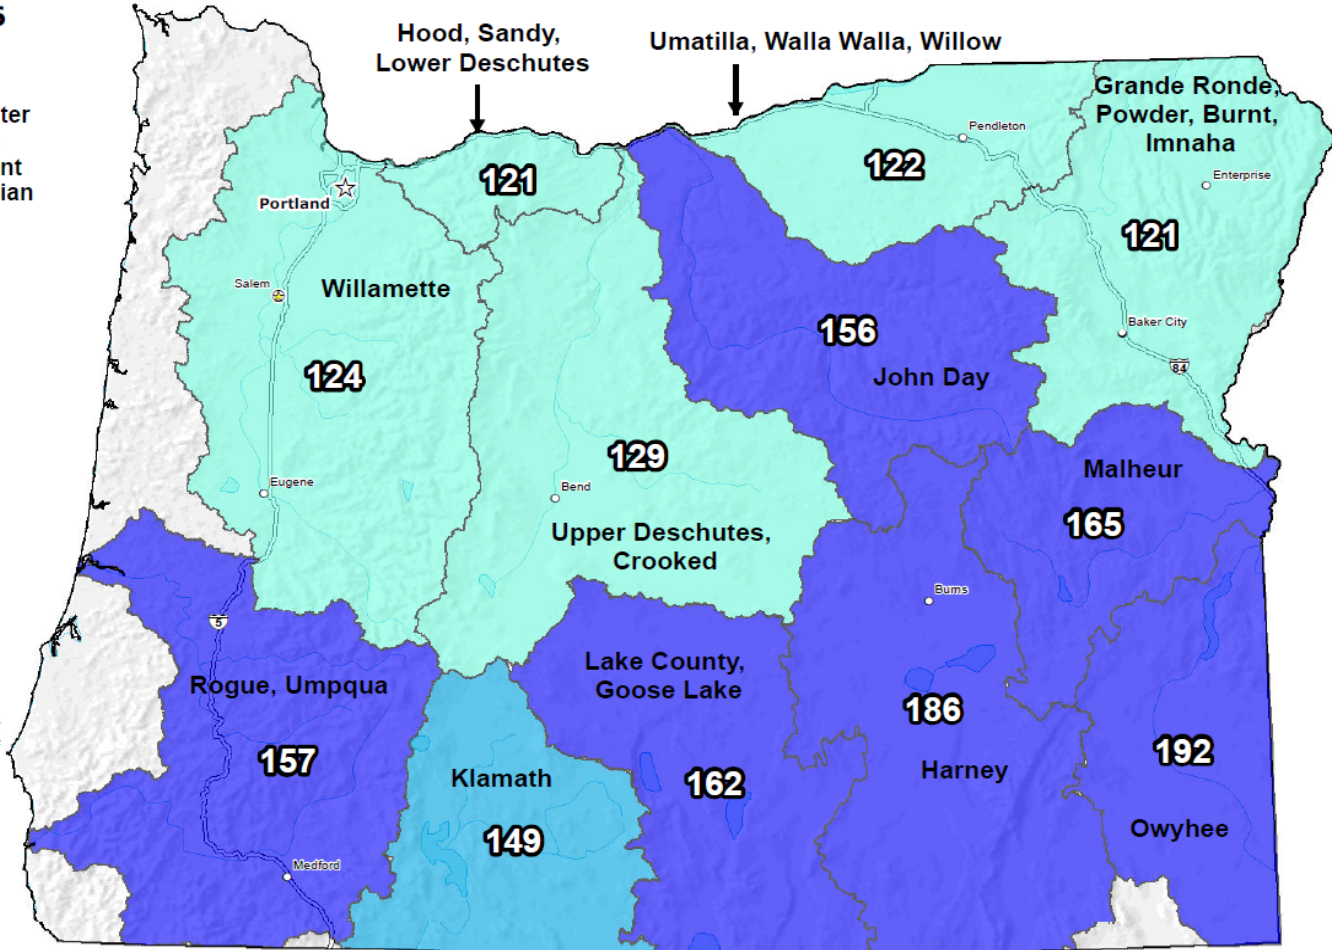 Hood, Sandy,
Lower Deschutes
Umatilla, Walla Walla, Willow
Grande Ronde,
Powder, Burnt,
Imnaha
ter
nt
ian
Pendleton
Enterprise
121
122
121
Portland
Salem
Willamette
124
156
John Day
Baker City
84
129
Bend
Upper Deschutes,
Crooked
Eugene
Malheur
165
Burns
5
Rogue, Umpqua
157
Medford
Klamath
149
Lake County,
Goose Lake
162
186
Harney
192
Owyhee